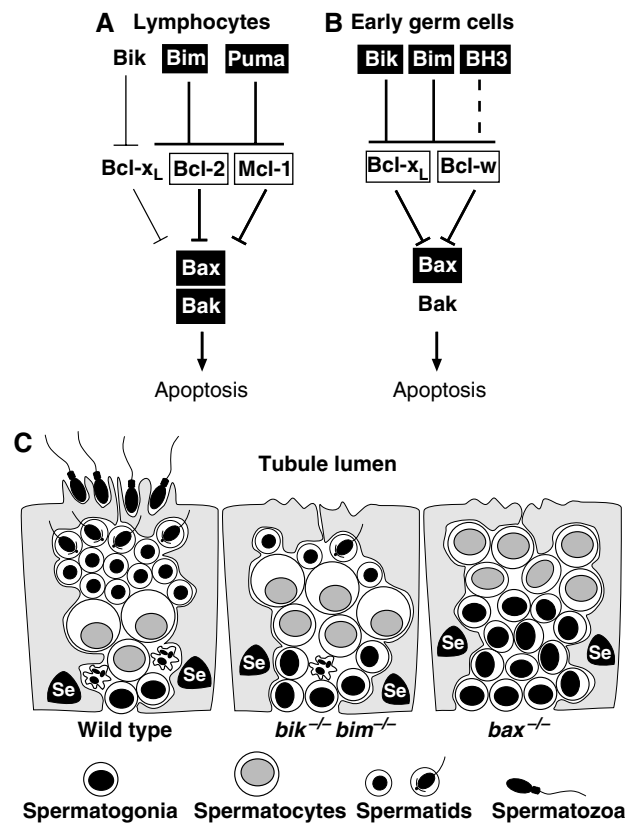 A Lymphocytes
Bik Bim Puma
Bcl-xL Bcl-2 Mcl-1
Bax
Bak
Apoptosis
B Early germ cells
Bik Bim BH3
Bcl-xL Bcl-w
Bax
Bak
Apoptosis
C
Tubule lumen
Se Se
Wild type
Se Se
bik−/− bim−/−
Se Se
bax−/−
Spermatogonia Spermatocytes Spermatids Spermatozoa